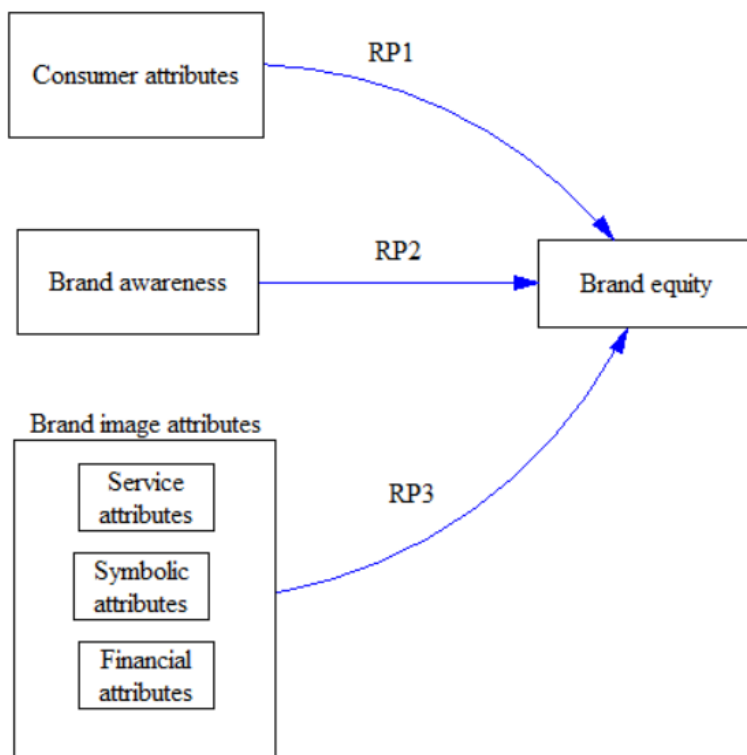 Consumer attributes
RP1
Brand awareness
RP2
Brand equity
Brand image attributes
Service
attributes
Symbolic
attributes
Financial
attributes
RP3